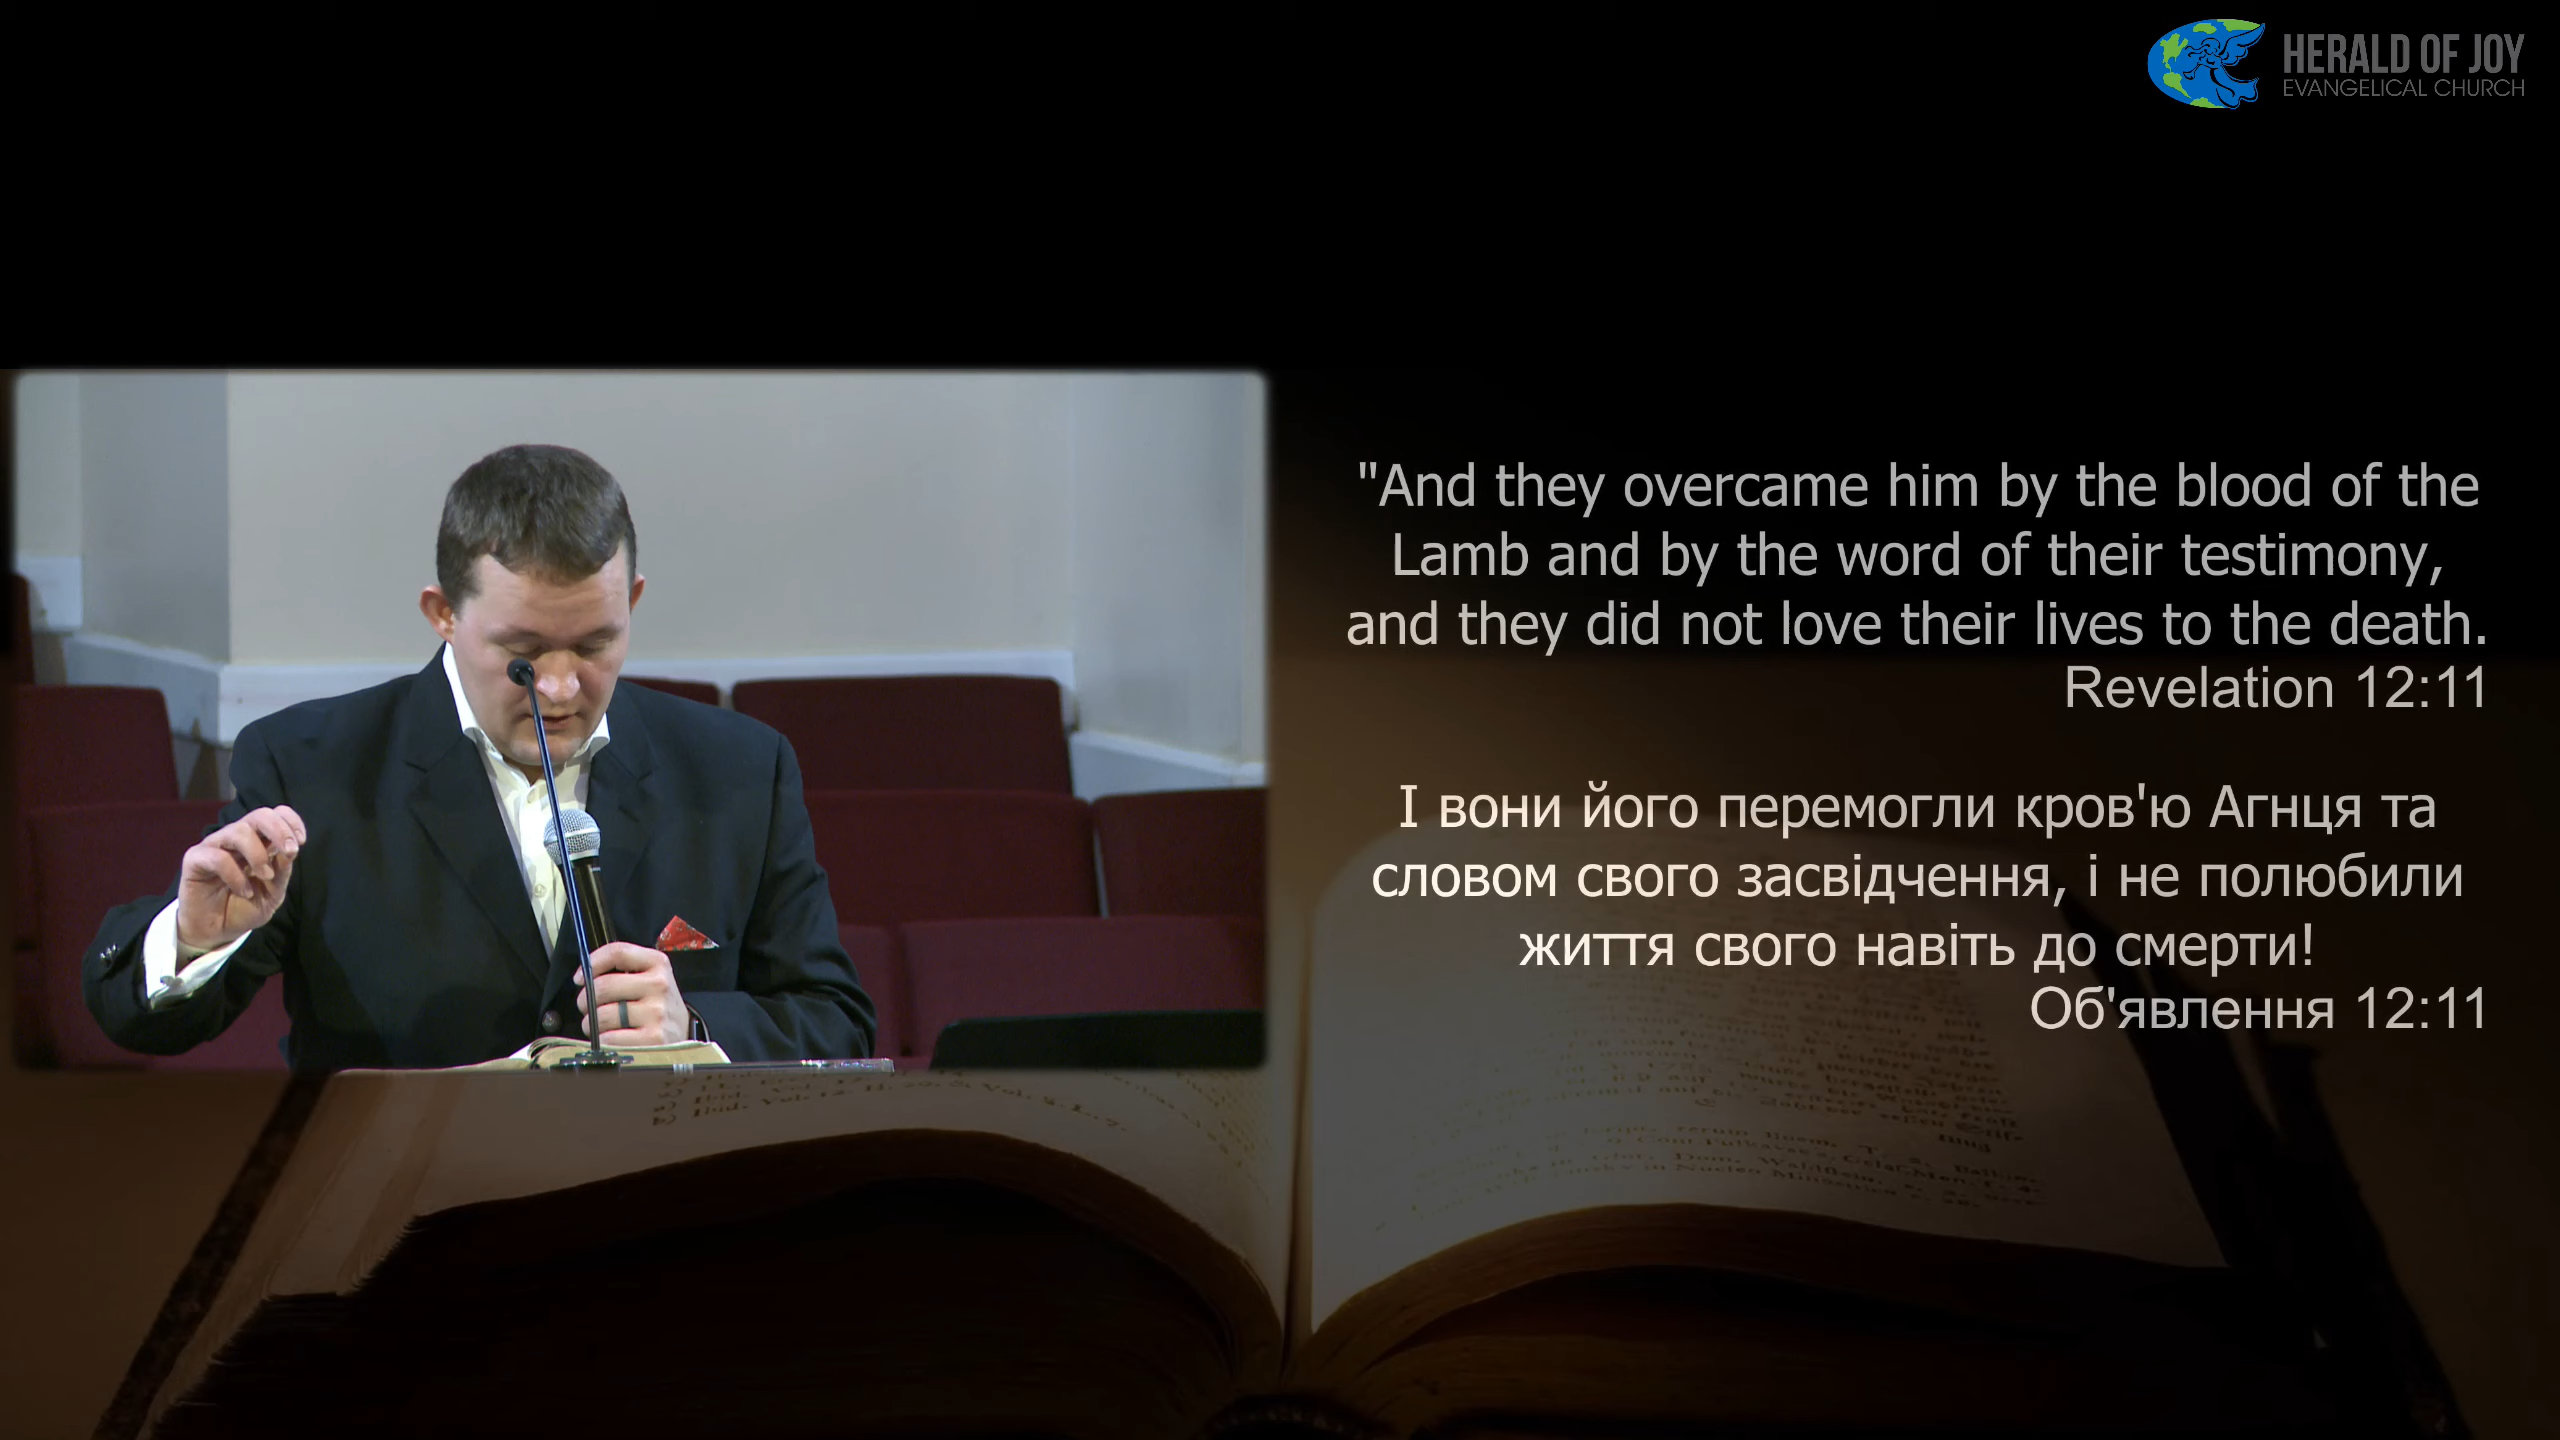 HERALD OF JOY
EVANGELICAL CHURCH
"And they overcame him by the blood of the
Lamb and by the word of their testimony,
and they did not love their lives to the death.
Revelation 12:11
І вони його перемогли кров'ю Агнця та
словом свого засвідчення, і не полюбили
життя свого навіть до смерти!
Об'явлення 12:11